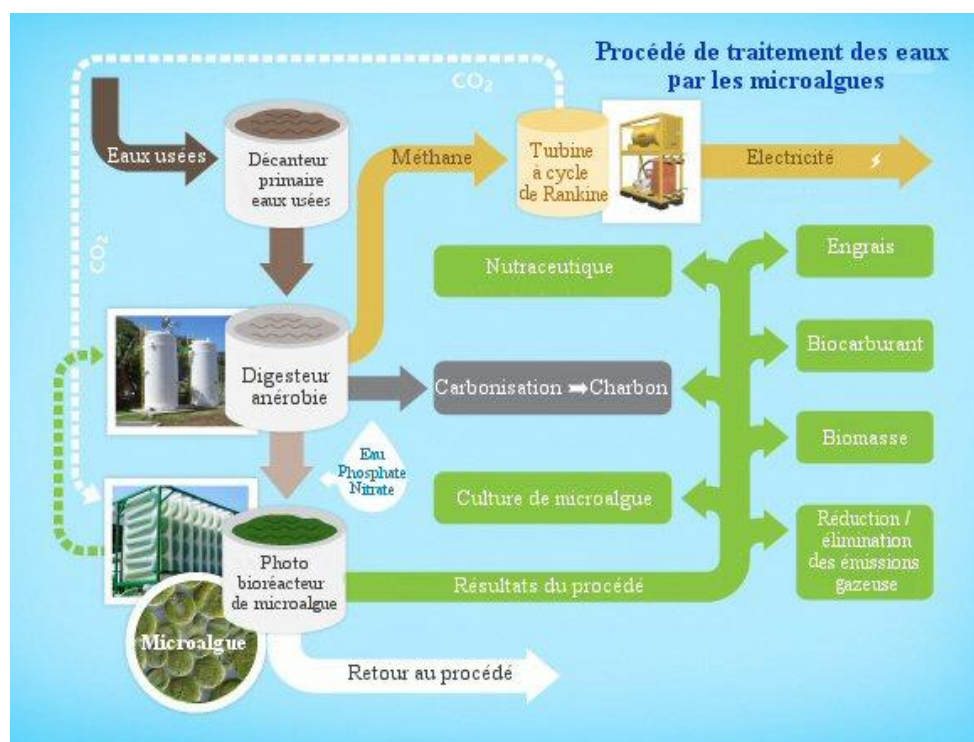 Procédé de traitement des eaux
par les microalgues
CO2
CO2
Eaux usées
Décanteur
primaire
eaux usées
Méthane
Turbine
à cycle
de Rankine
Electricité
Nutraceutique
Engrais
Biocarburant
Digesteur
anérobie
Carbonisation ➡Charbon
Biomasse
Eau
Phosphate
Nitrate
Culture de microalgue
Réduction /
élimination
des émissions
gazeuse
Photo
bioréacteur
de microalgue
Résultats du procédé
Microalgue
Retour au procédé